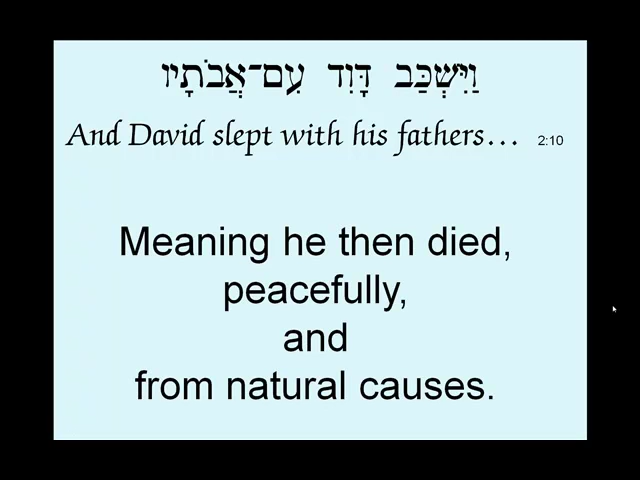 וַיִּשְׁכַּב דָּוִד עִם־אֲבֹתָיו
And David slept with his fathers… 2:10
Meaning he then died,
peacefully,
and
from natural causes.